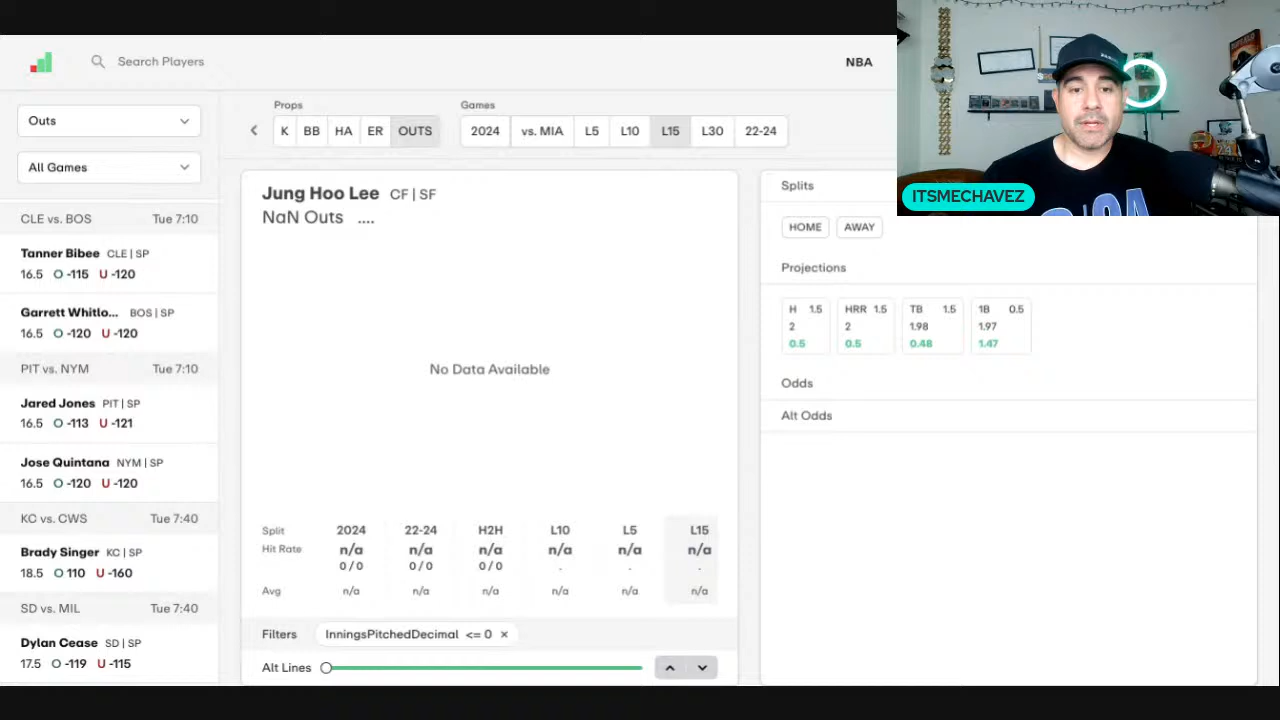 Search Players
NBA
Outs
All Games
CLE vs. BOS Tue 7:10
Tanner Bibee CLE | SP
16.5 O -115 U -120
Garrett Whitlo... BOS | SP
16.5 O -120 U -120
PIT vs. NYM Tue 7:10
Jared Jones PIT | SP
16.5 O -113 U -121
Jose Quintana NYM | SP
16.5 O -120 U -120
KC vs. CWS Tue 7:40
Brady Singer KC | SP
18.5 O 110 U -160
SD vs. MIL Tue 7:40
Dylan Cease SD | SP
17.5 O -119 U -115
Props Games
K BB HA ER OUTS 2024 vs. MIA L5 L10 L15 L30 22-24
Jung Hoo Lee CF | SF
NaN Outs ....
No Data Available
Split 2024 22-24 H2H L10 L5 L15
Hit Rate n/a n/a n/a n/a n/a n/a
0 / 0 0 / 0 0 / 0 . . .
Avg n/a n/a n/a n/a n/a n/a
Filters InningsPitchedDecimal <= 0 ×
Alt Lines
Splits
HOME AWAY
Projections
H 1.5 HRR 1.5 TB 1.5 1B 0.5
2 2 1.98 1.97
0.5 0.5 0.48 1.47
Odds
Alt Odds
ITSMECHAVEZ